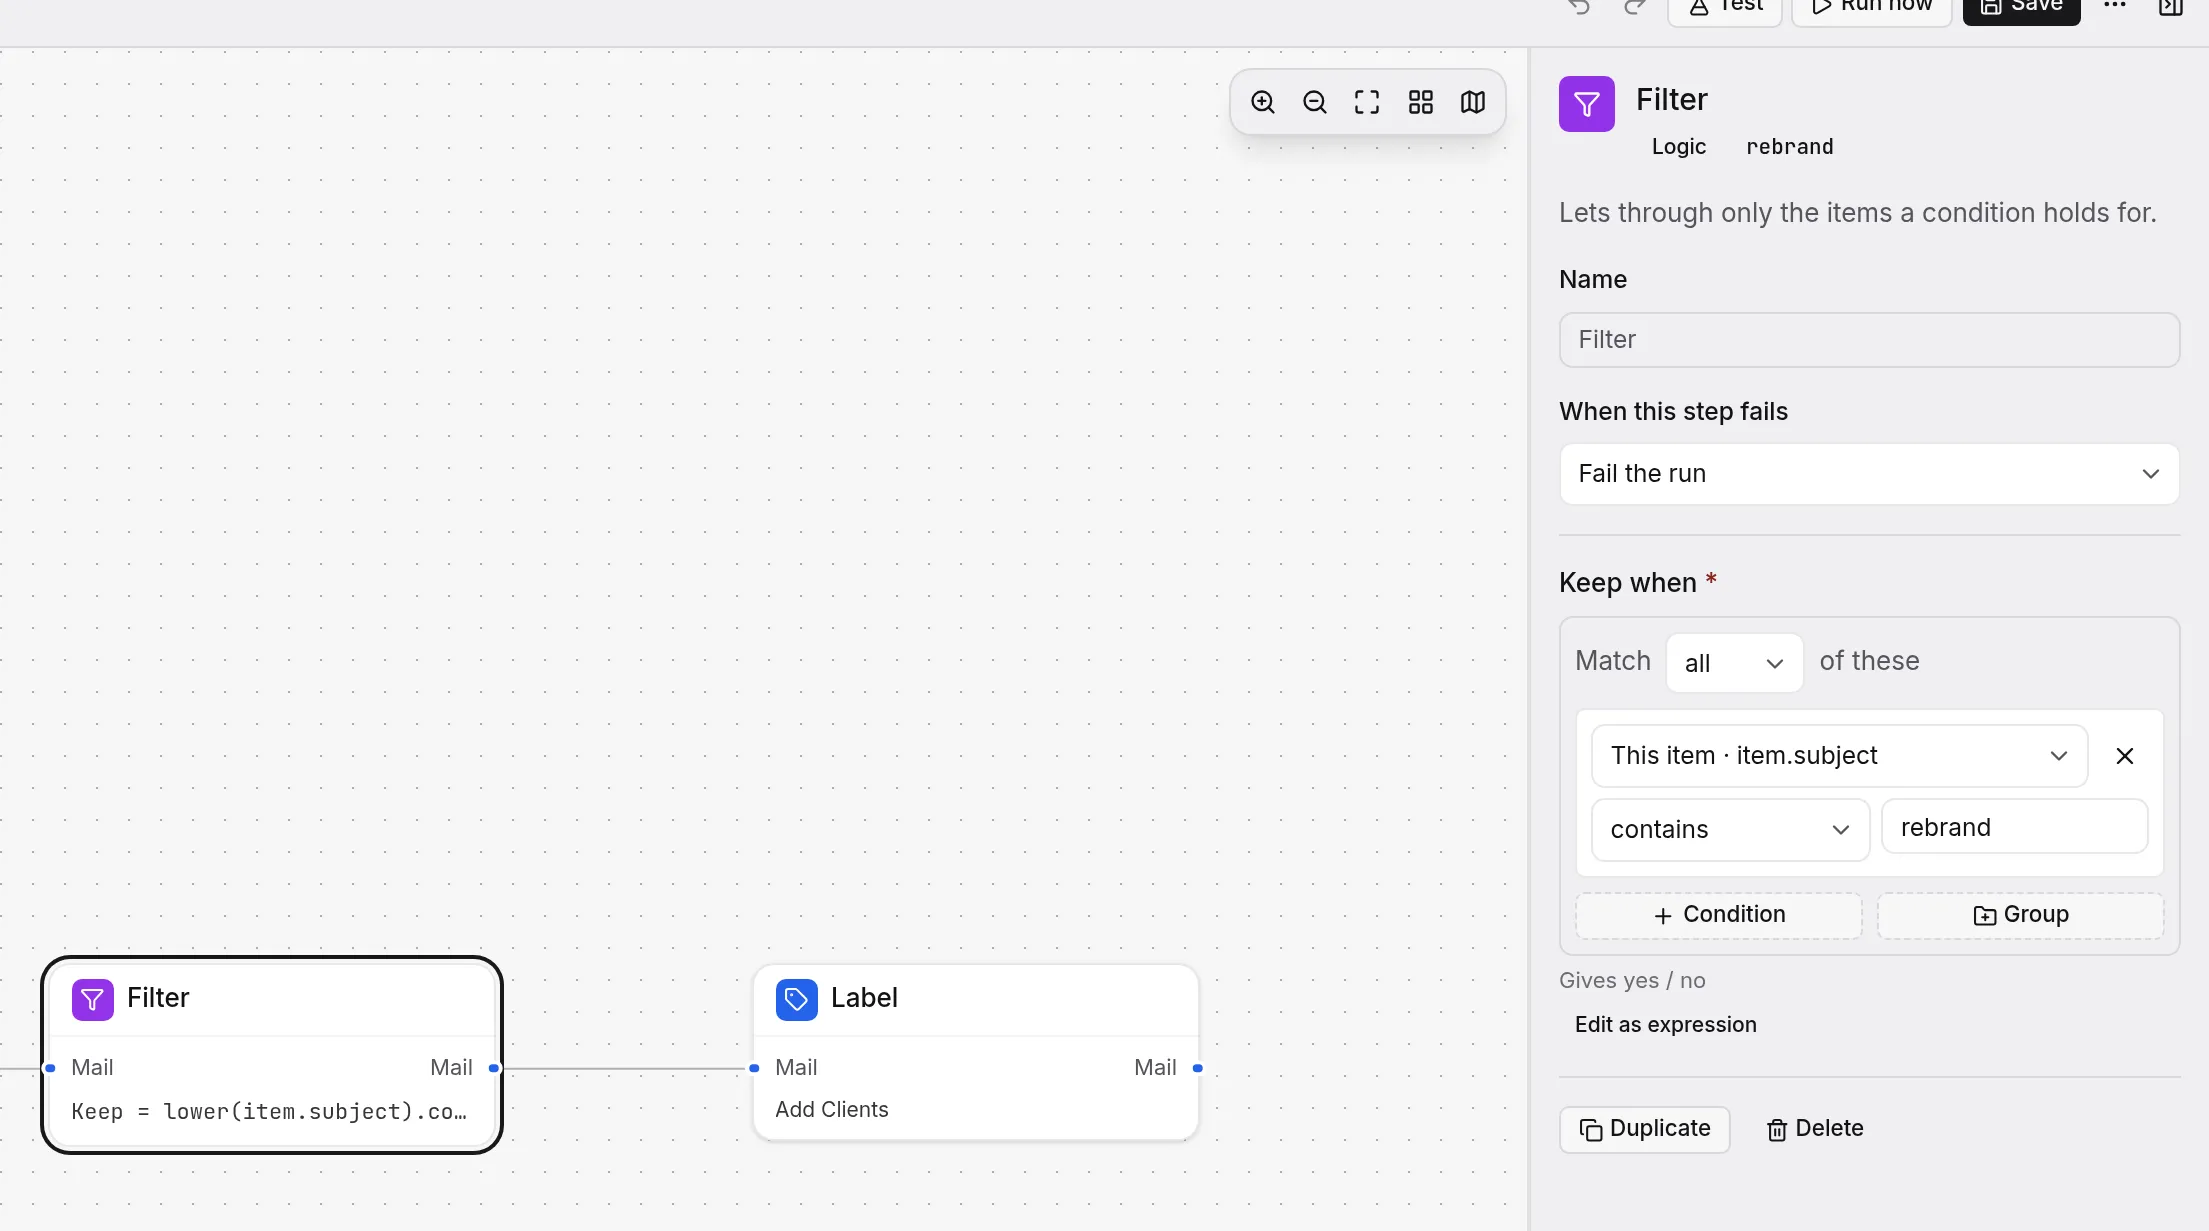 Test Run now Save
Filter
Logic rebrand
Lets through only the items a condition holds for.
Name
Filter
When this step fails
Fail the run
Keep when *
Match all of these
This item · item.subject
contains rebrand
+ Condition Group
Gives yes / no
Edit as expression
Duplicate Delete
Filter
Mail Mail
Keep = lower(item.subject).co…
Label
Mail Mail
Add Clients